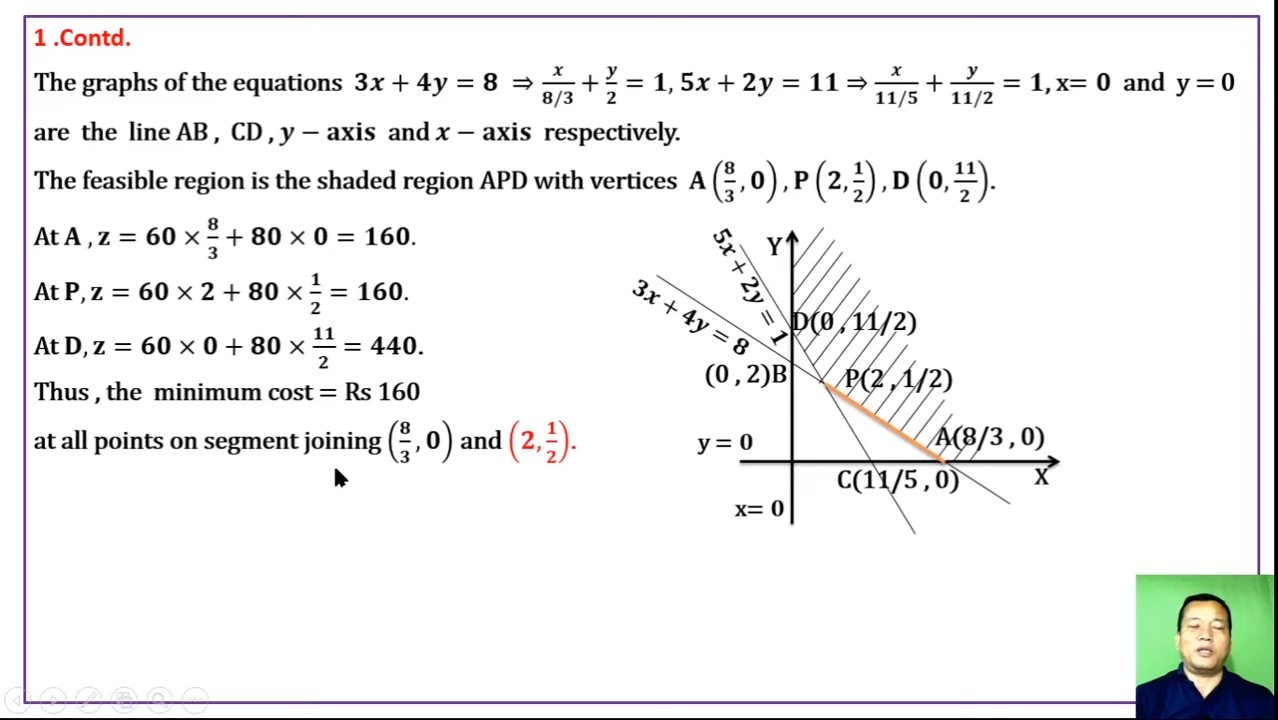 1 .Contd.
The graphs of the equations 3x + 4y = 8 ⇒ x/(8/3) + y/2 = 1, 5x + 2y = 11 ⇒ x/(11/5) + y/(11/2) = 1, x= 0 and y = 0
are the line AB , CD , y − axis and x − axis respectively.
The feasible region is the shaded region APD with vertices A (8/3, 0) , P (2, 1/2) , D (0, 11/2).
At A , z = 60 × 8/3 + 80 × 0 = 160.
At P, z = 60 × 2 + 80 × 1/2 = 160.
At D, z = 60 × 0 + 80 × 11/2 = 440.
Thus , the minimum cost = Rs 160
at all points on segment joining (8/3, 0) and (2, 1/2).
Y
5x + 2y = 1
3x + 4y = 8
D(0 , 11/2)
(0 , 2)B
P(2 , 1/2)
y = 0
A(8/3 , 0)
C(11/5 , 0)
X
x= 0